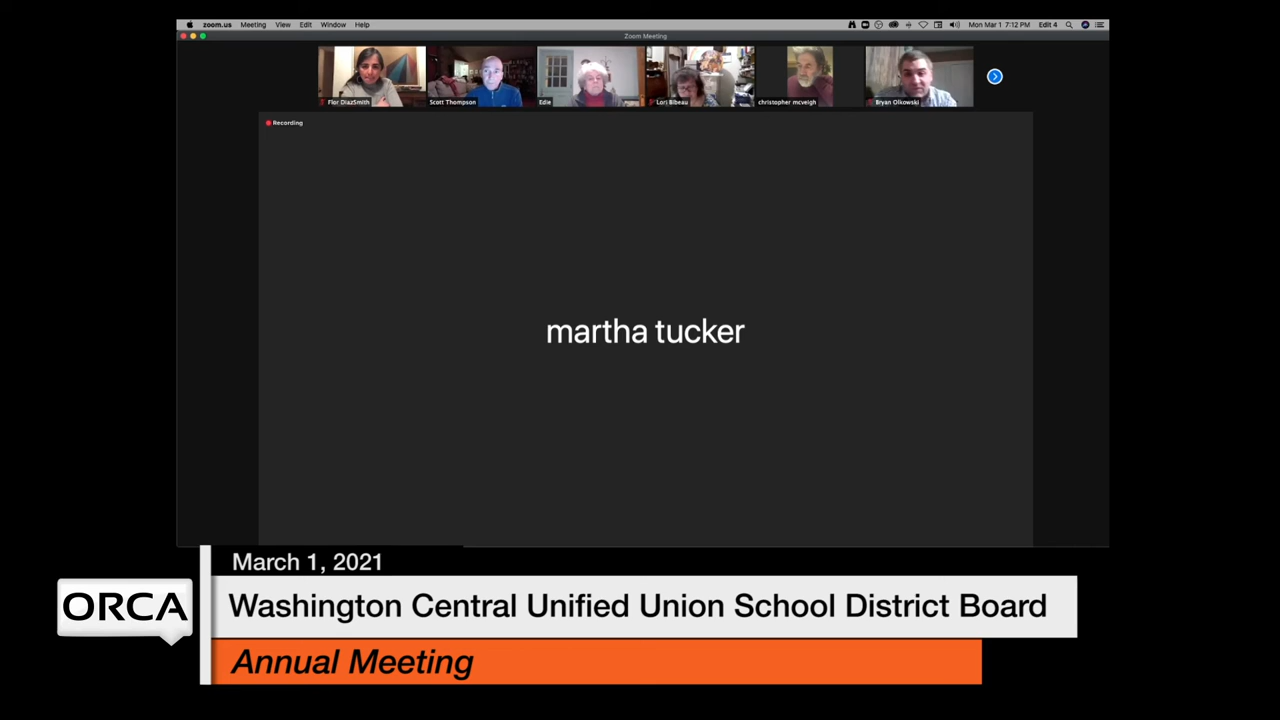 zoom.us Meeting View Edit Window Help Mon Mar 1 7:12 PM Edit 4
Zoom Meeting
Flor DiazSmith Scott Thompson Edie Lori Bibeau christopher mcveigh Bryan Olkowski
Recording
martha tucker
March 1, 2021
ORCA
Washington Central Unified Union School District Board
Annual Meeting